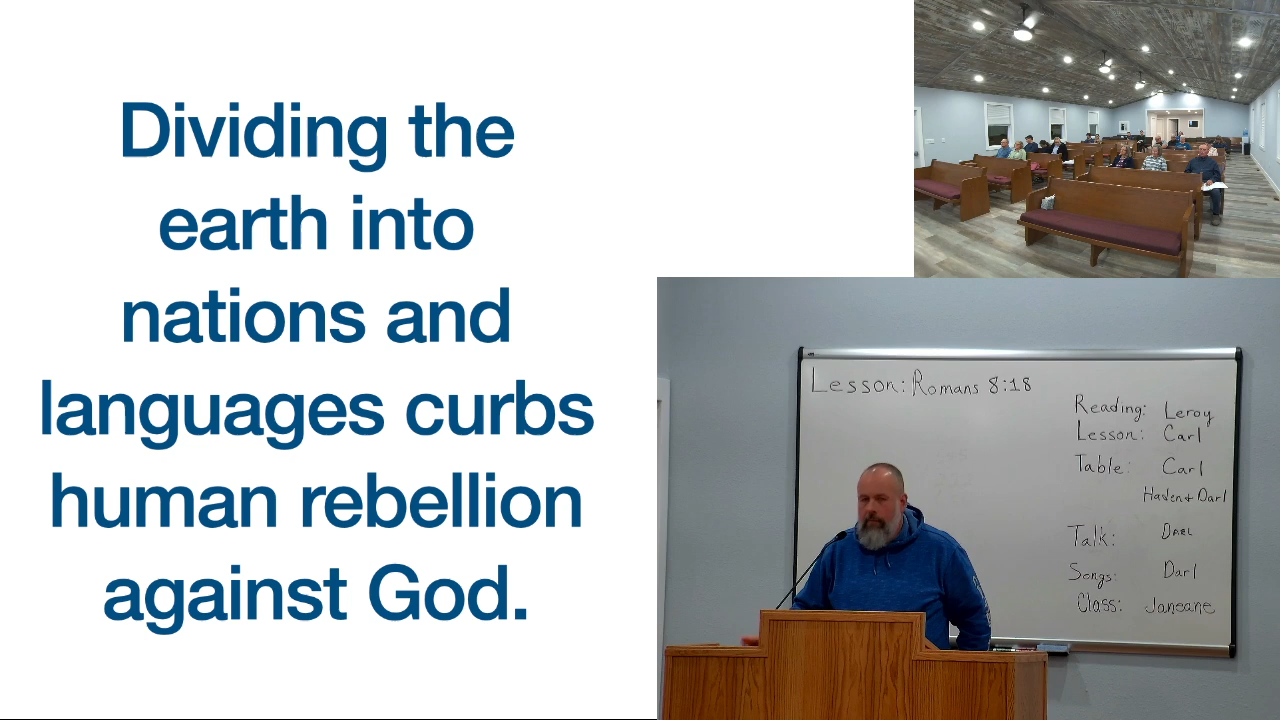 Dividing the
earth into
nations and
languages curbs
human rebellion
against God.
Lesson: Romans 8:18
Reading: Leroy
Lesson: Carl
Table: Carl
Haden + Darl
Talk: Darl
Songs: Darl
Class: Janeane